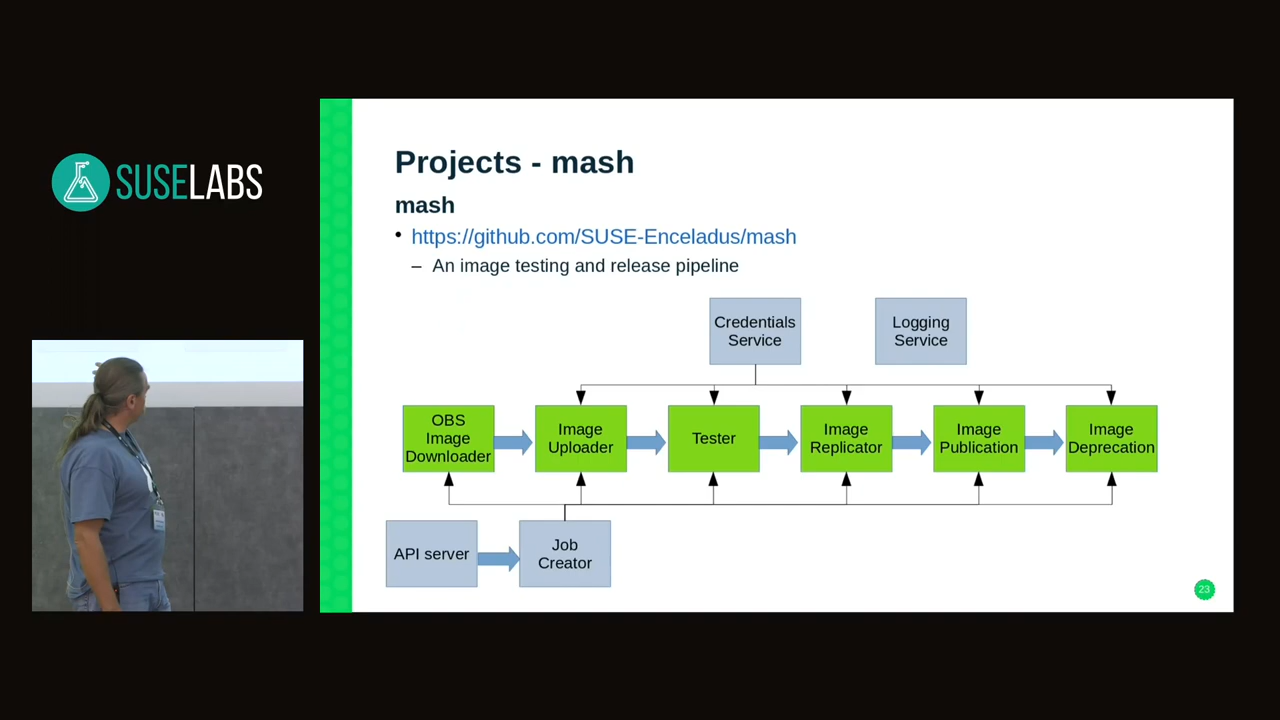 SUSELABS
Projects - mash
mash
• https://github.com/SUSE-Enceladus/mash
– An image testing and release pipeline
Credentials
Service
Logging
Service
OBS
Image
Downloader
Image
Uploader
Tester
Image
Replicator
Image
Publication
Image
Deprecation
API server
Job
Creator
23